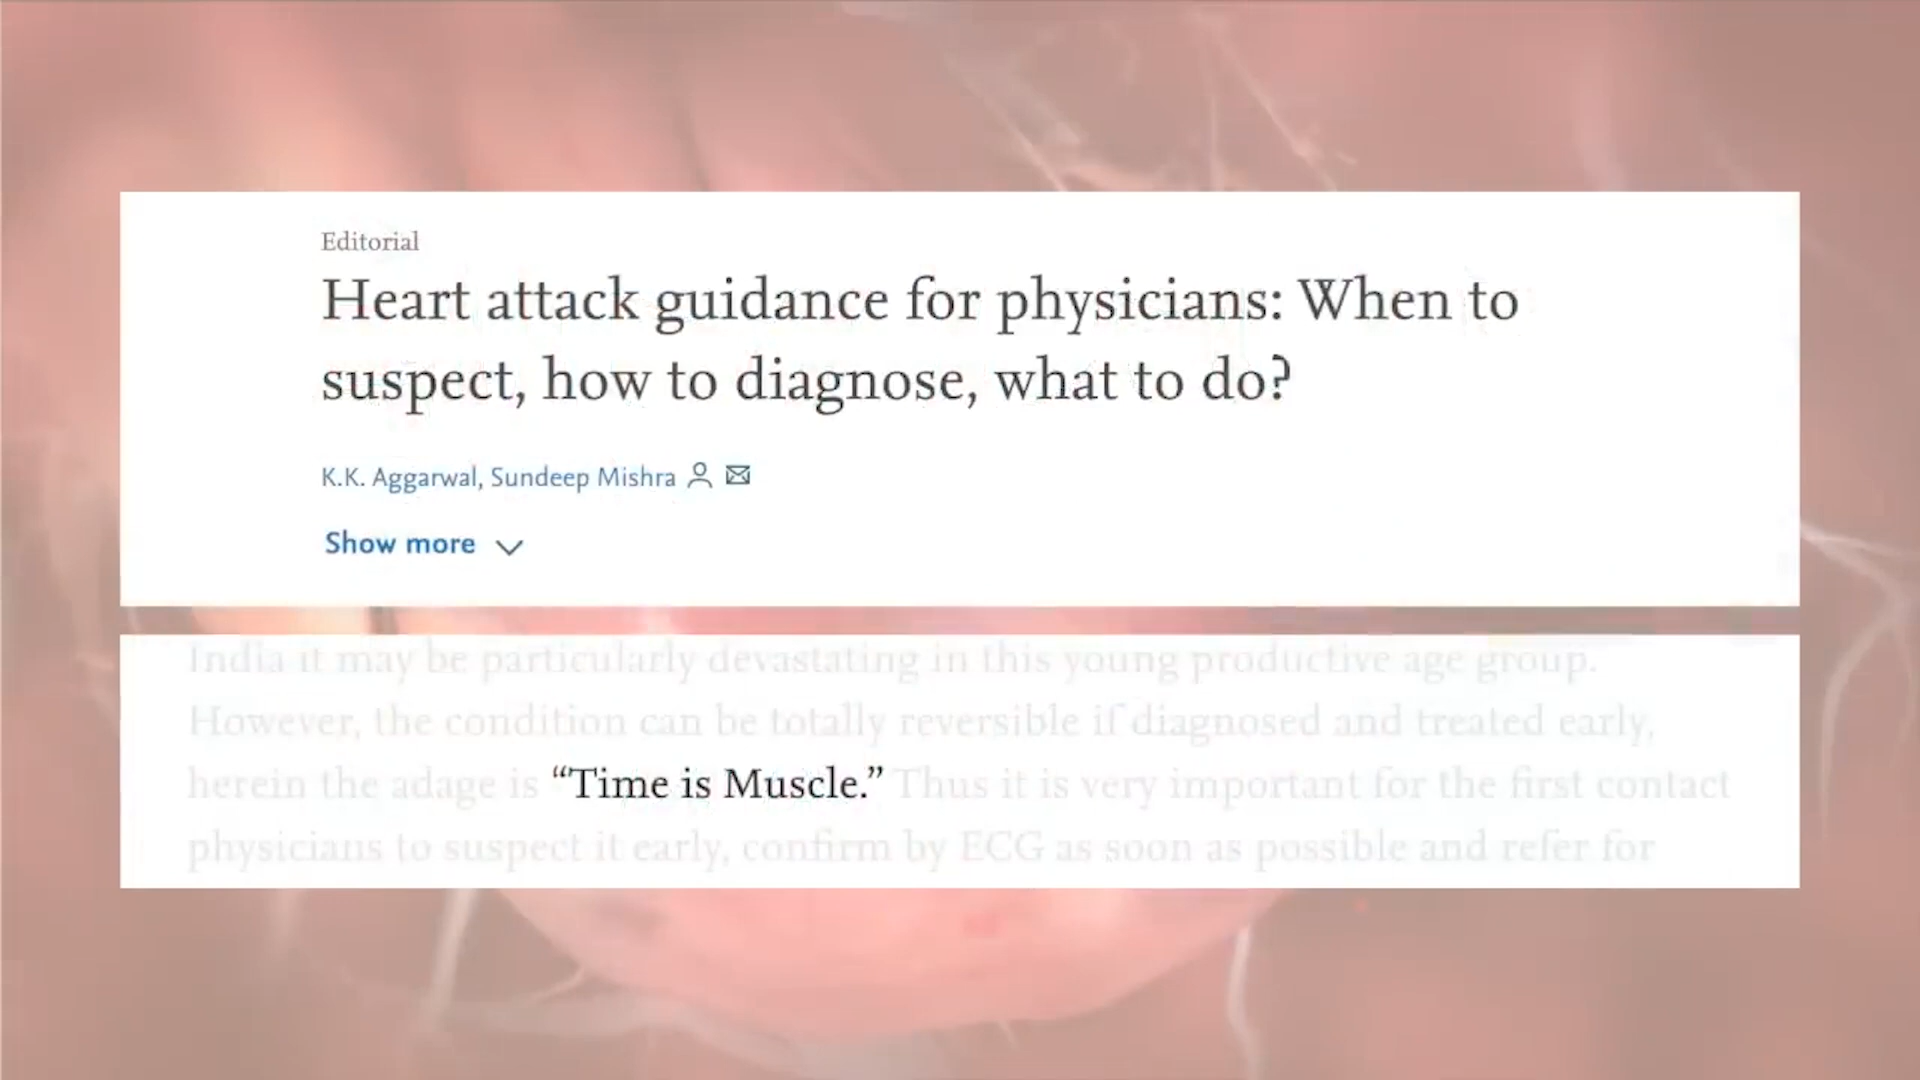 Editorial
Heart attack guidance for physicians: When to
suspect, how to diagnose, what to do?
K.K. Aggarwal, Sundeep Mishra
Show more
India it may be particularly devastating in this young productive age group.
However, the condition can be totally reversible if diagnosed and treated early,
herein the adage is “Time is Muscle.” Thus it is very important for the first contact
physicians to suspect it early, confirm by ECG as soon as possible and refer for